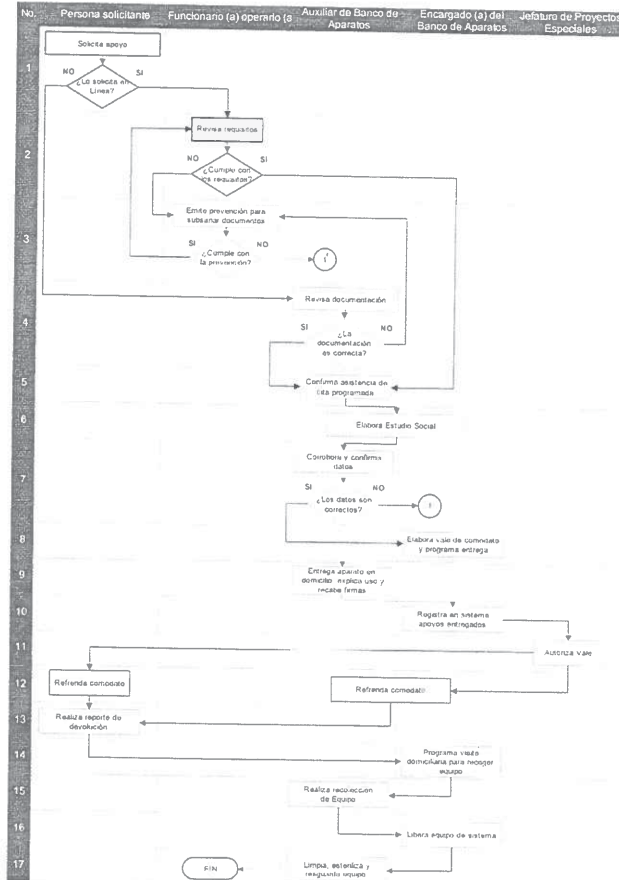 No.
Persona solicitante
Funcionario (a) operario (a
Auxiliar de Banco de
Aparatos
Encargado (a) del
Banco de Aparatos
Jefatura de Proyectos
Especiales
Solicita apoyo
1
NO
SI
¿La solicita en
Línea?
Revisa requisitos
2
NO
SI
¿Cumple con
los requisitos?
Emite prevención para
subsanar documentos
3
SI
NO
¿Cumple con
la prevención?
1
Revisa documentación
4
SI
NO
¿La
documentación
es correcta?
5
Confirma asistencia de
cita programada
6
Elabora Estudio Social
Corrobora y confirma
datos
7
SI
NO
¿Los datos son
correctos?
1
8
Elabora vale de comodato
y programa entrega
9
Entrega aparato en
domicilio, explica uso y
recabe firmas
10
Registra en sistema
apoyos entregados
11
Autoriza Vale
12
Refrenda comodato
Refrenda comodato
13
Realiza reporte de
devolución
14
Programa visita
domiciliaria para recoger
equipo
15
Realiza recolección
de Equipo
16
Libera equipo de sistema
17
FIN
Limpia, esteriliza y
resguarda equipo